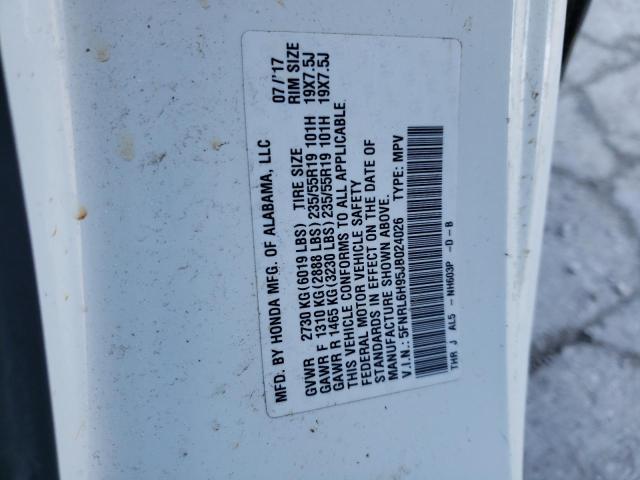 MFD. BY HONDA MFG. OF ALABAMA, LLC 07/'17
GVWR 2730 KG(6019 LBS) TIRE SIZE RIM SIZE
GAWR F 1310 KG(2888 LBS)235/55R19 101H 19X7.5J
GAWR R 1465 KG(3230 LBS)235/55R19 101H 19X7.5J
THIS VEHICLE CONFORMS TO ALL APPLICABLE
FEDERAL MOTOR VEHICLE SAFETY
STANDARDS IN EFFECT ON THE DATE OF
MANUFACTURE SHOWN ABOVE.
V.I.N.: 5FNRL6H95JB024026 TYPE: MPV
THR J AL5 - NH603P -D-B